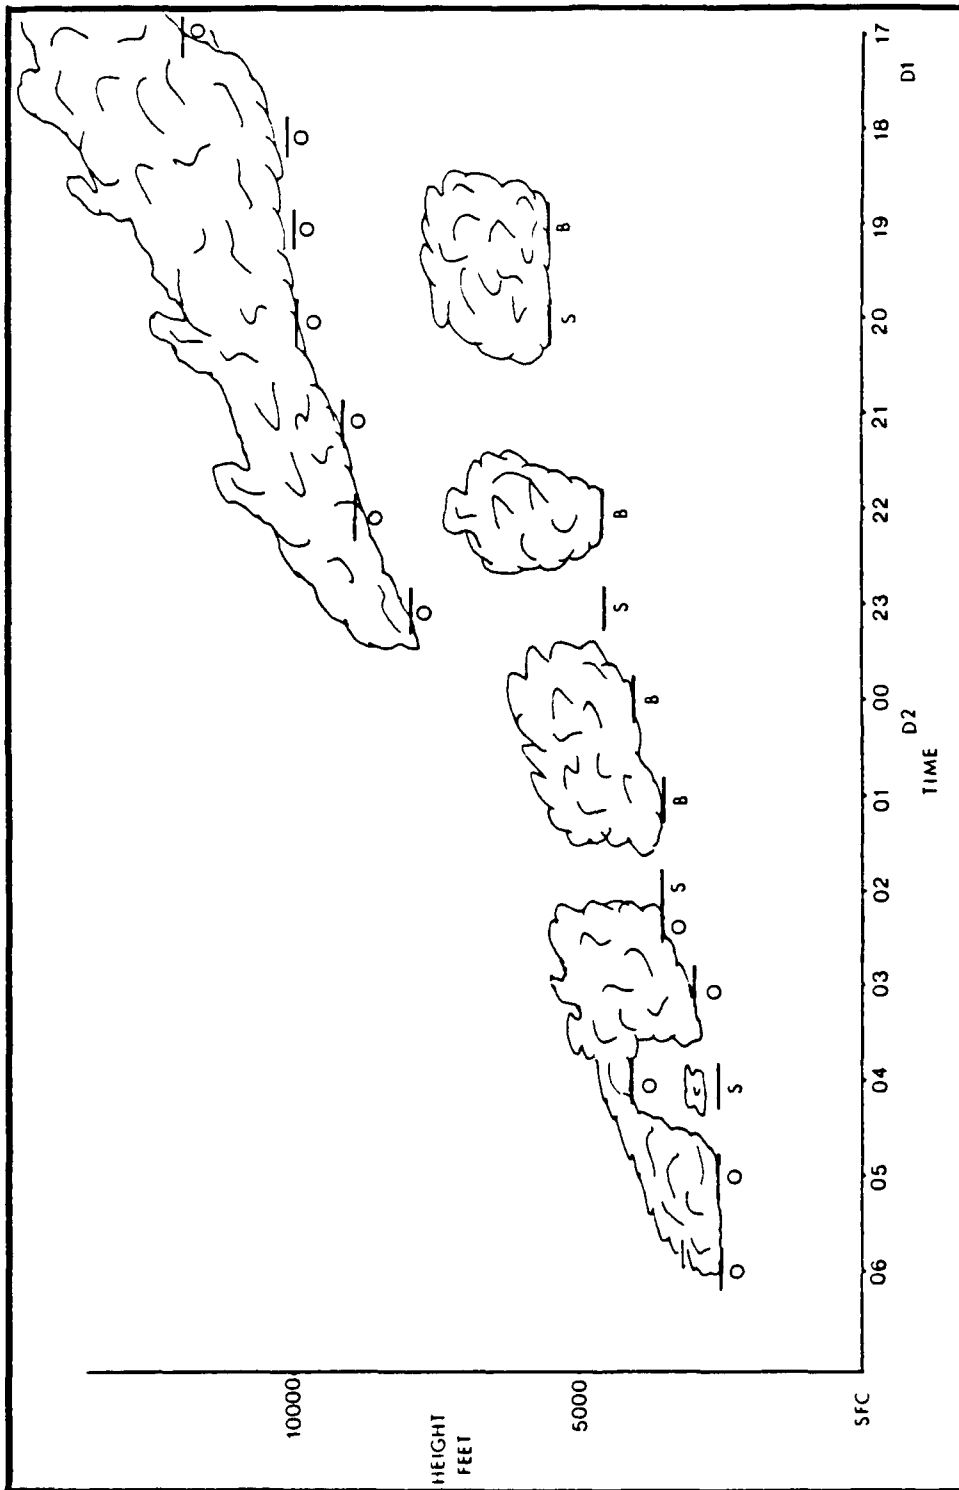 O
10000
O O O
O
O
O
HEIGHT
FEET
B
S
5000
S B
O B
O S B
O
O O S
SFC
06 05 04 03 02 01 00 23 22 21 20 19 18 17
D2 D1
TIME